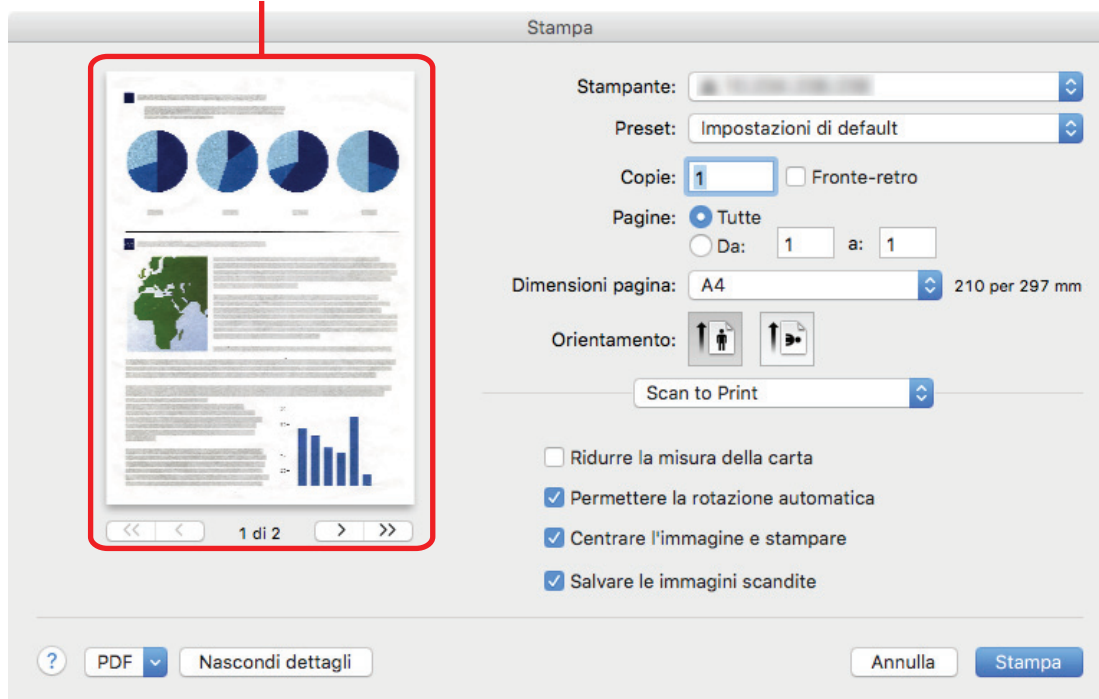 Stampa
Stampante:
Preset: Impostazioni di default
Copie: 1 Fronte-retro
Pagine: Tutte
Da: 1 a: 1
Dimensioni pagina: A4 210 per 297 mm
Orientamento:
Scan to Print
Ridurre la misura della carta
Permettere la rotazione automatica
Centrare l'immagine e stampare
Salvare le immagini scandite
<< < 1 di 2 > >>
? PDF Nascondi dettagli Annulla Stampa